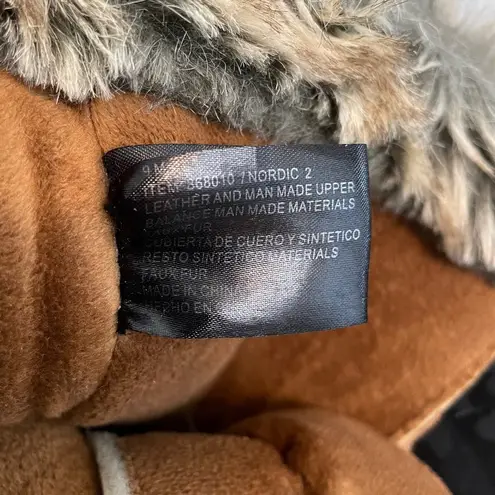 9 M
ITEM 868010 / NORDIC 2
LEATHER AND MAN MADE UPPER
BALANCE MAN MADE MATERIALS
FAUX FUR
CUBIERTA DE CUERO Y SINTETICO
RESTO SINTETICO MATERIALS
FAUX FUR
MADE IN CHINA
HECHO EN